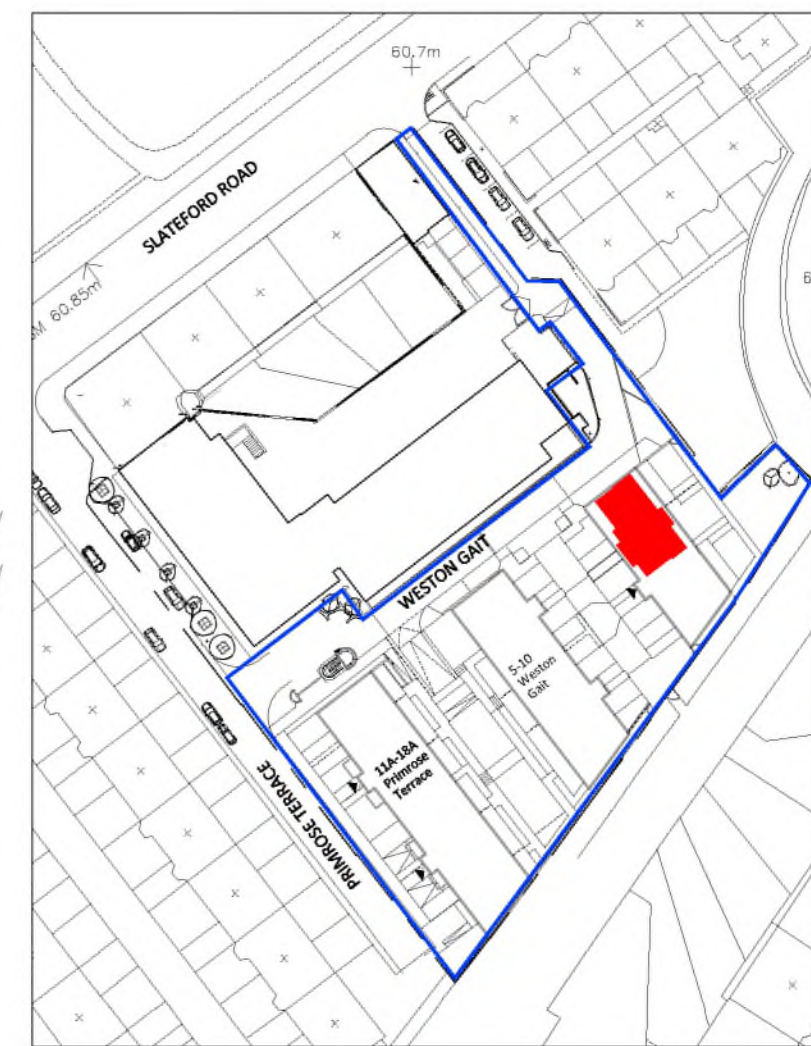 60.7m
SLATEFORD ROAD
60.85m
WESTON GAIT
5-10
Weston
Gait
11A-18A
Primrose
Terrace
PRIMROSE TERRACE